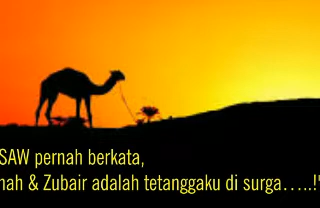 SAW pernah berkata,
nah & Zubair adalah tetanggaku di surga.....!"